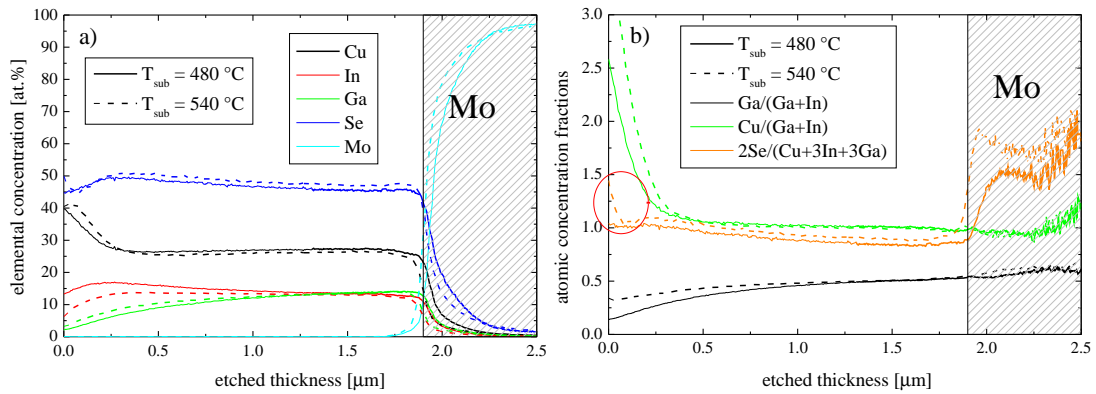 a)
elemental concentration [at.%]
100
90
80
70
60
50
40
30
20
10
0
T_sub = 480 °C
T_sub = 540 °C
Cu
In
Ga
Se
Mo
Mo
0.0 0.5 1.0 1.5 2.0 2.5
etched thickness [μm]
b)
atomic concentration fractions
3.0
2.5
2.0
1.5
1.0
0.5
0.0
T_sub = 480 °C
T_sub = 540 °C
Ga/(Ga+In)
Cu/(Ga+In)
2Se/(Cu+3In+3Ga)
Mo
0.0 0.5 1.0 1.5 2.0 2.5
etched thickness [μm]